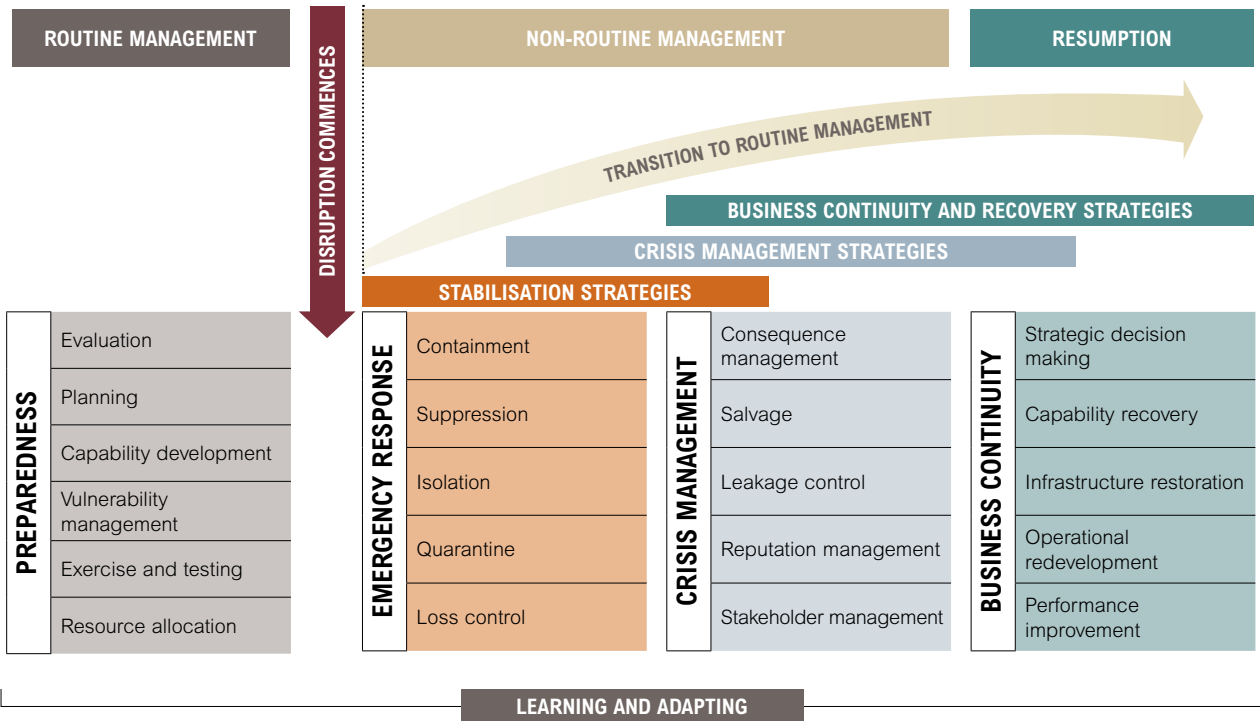 ROUTINE MANAGEMENT
DISRUPTION COMMENCES
NON-ROUTINE MANAGEMENT
RESUMPTION
TRANSITION TO ROUTINE MANAGEMENT
BUSINESS CONTINUITY AND RECOVERY STRATEGIES
CRISIS MANAGEMENT STRATEGIES
STABILISATION STRATEGIES
PREPAREDNESS
Evaluation
Planning
Capability development
Vulnerability
management
Exercise and testing
Resource allocation
EMERGENCY RESPONSE
Containment
Suppression
Isolation
Quarantine
Loss control
CRISIS MANAGEMENT
Consequence
management
Salvage
Leakage control
Reputation management
Stakeholder management
BUSINESS CONTINUITY
Strategic decision
making
Capability recovery
Infrastructure restoration
Operational
redevelopment
Performance
improvement
LEARNING AND ADAPTING